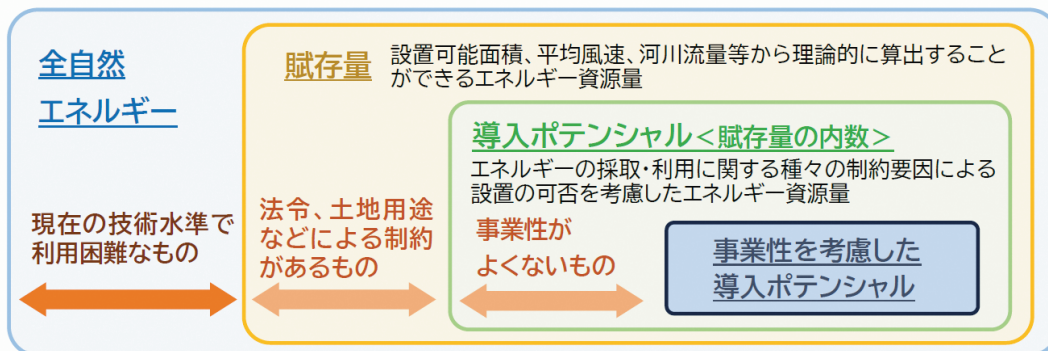 全自然
エネルギー
賦存量
設置可能面積、平均風速、河川流量等から理論的に算出すること
ができるエネルギー資源量
導入ポテンシャル＜賦存量の内数＞
エネルギーの採取・利用に関する種々の制約要因による
設置の可否を考慮したエネルギー資源量
現在の技術水準で
利用困難なもの
法令、土地用途
などによる制約
があるもの
事業性が
よくないもの
事業性を考慮した
導入ポテンシャル